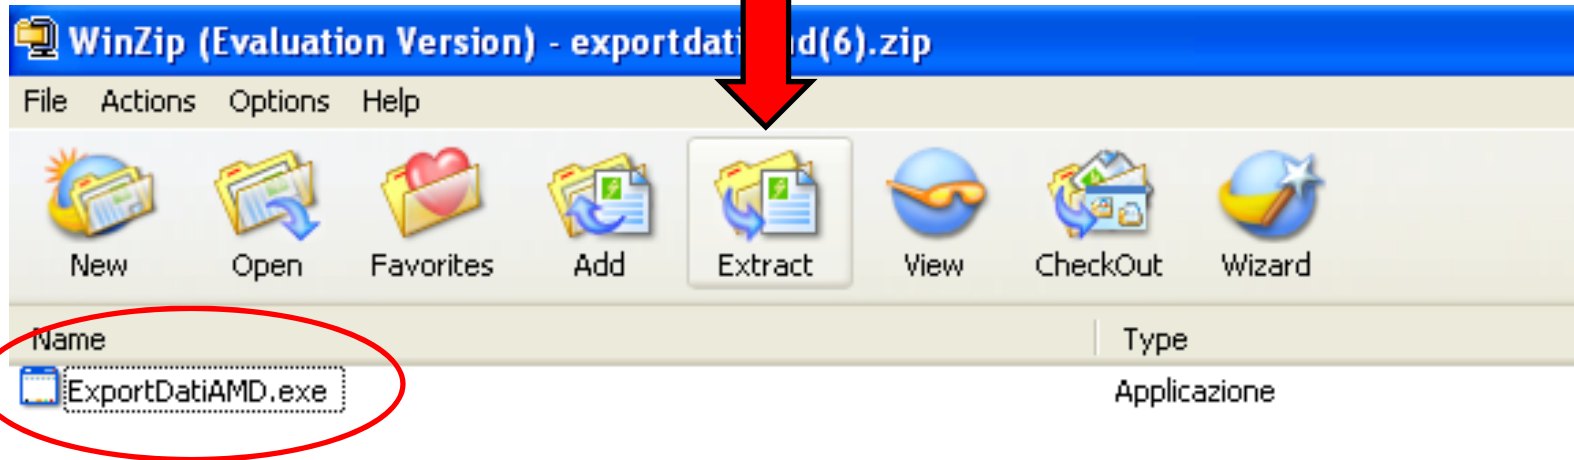 WinZip (Evaluation Version) - exportdati nd(6).zip
File Actions Options Help
New Open Favorites Add Extract View CheckOut Wizard
Name Type
ExportDatiAMD.exe Applicazione